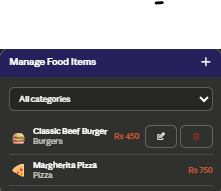 Manage Food Items +
All categories
Classic Beef Burger Rs 450
Burgers
Margherita Pizza Rs 750
Pizza